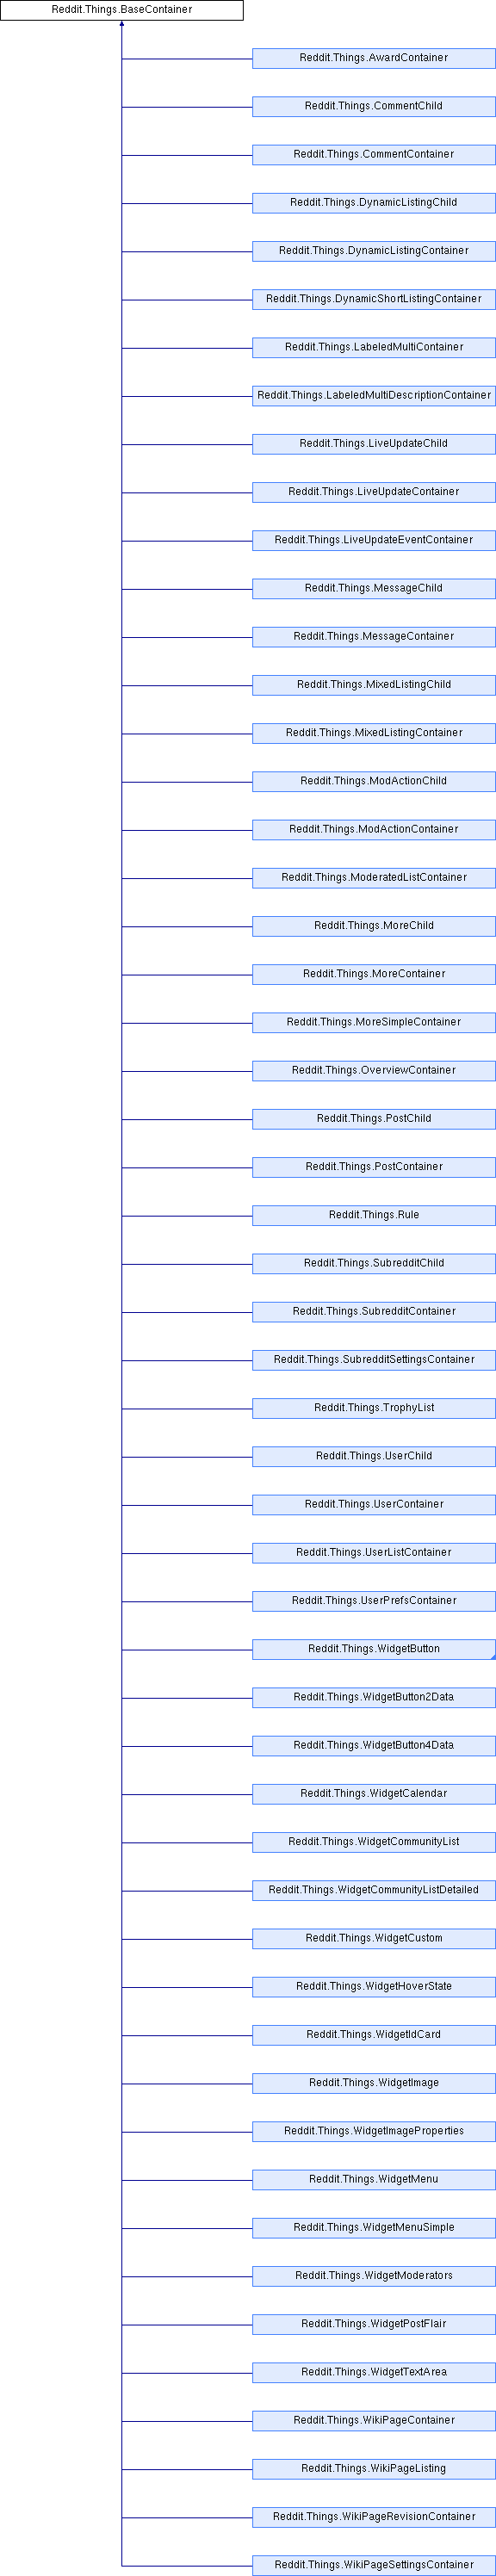 Reddit.Things.BaseContainer
Reddit.Things.AwardContainer
Reddit.Things.CommentChild
Reddit.Things.CommentContainer
Reddit.Things.DynamicListingChild
Reddit.Things.DynamicListingContainer
Reddit.Things.DynamicShortListingContainer
Reddit.Things.LabeledMultiContainer
Reddit.Things.LabeledMultiDescriptionContainer
Reddit.Things.LiveUpdateChild
Reddit.Things.LiveUpdateContainer
Reddit.Things.LiveUpdateEventContainer
Reddit.Things.MessageChild
Reddit.Things.MessageContainer
Reddit.Things.MixedListingChild
Reddit.Things.MixedListingContainer
Reddit.Things.ModActionChild
Reddit.Things.ModActionContainer
Reddit.Things.ModeratedListContainer
Reddit.Things.MoreChild
Reddit.Things.MoreContainer
Reddit.Things.MoreSimpleContainer
Reddit.Things.OverviewContainer
Reddit.Things.PostChild
Reddit.Things.PostContainer
Reddit.Things.Rule
Reddit.Things.SubredditChild
Reddit.Things.SubredditContainer
Reddit.Things.SubredditSettingsContainer
Reddit.Things.TrophyList
Reddit.Things.UserChild
Reddit.Things.UserContainer
Reddit.Things.UserListContainer
Reddit.Things.UserPrefsContainer
Reddit.Things.WidgetButton
Reddit.Things.WidgetButton2Data
Reddit.Things.WidgetButton4Data
Reddit.Things.WidgetCalendar
Reddit.Things.WidgetCommunityList
Reddit.Things.WidgetCommunityListDetailed
Reddit.Things.WidgetCustom
Reddit.Things.WidgetHoverState
Reddit.Things.WidgetIdCard
Reddit.Things.WidgetImage
Reddit.Things.WidgetImageProperties
Reddit.Things.WidgetMenu
Reddit.Things.WidgetMenuSimple
Reddit.Things.WidgetModerators
Reddit.Things.WidgetPostFlair
Reddit.Things.WidgetTextArea
Reddit.Things.WikiPageContainer
Reddit.Things.WikiPageListing
Reddit.Things.WikiPageRevisionContainer
Reddit.Things.WikiPageSettingsContainer